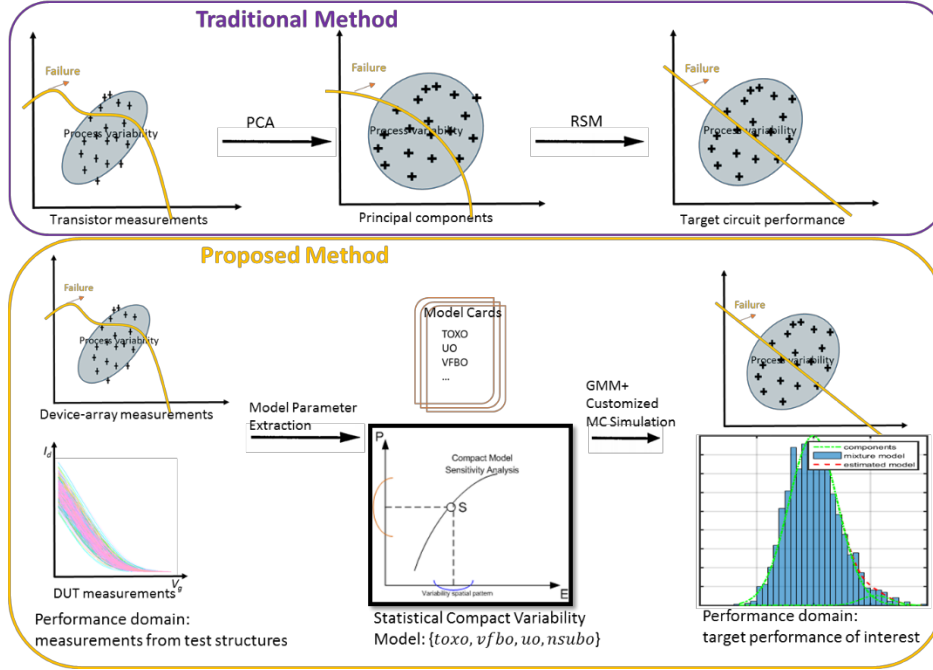 Traditional Method
Failure
Process variability
Transistor measurements
PCA
Failure
Process variability
Principal components
RSM
Failure
Process variability
Target circuit performance
Proposed Method
Failure
Process variability
Device-array measurements
I_d
V_g
DUT measurements
Performance domain:
measurements from test structures
Model Parameter
Extraction
Model Cards
TOXO
UO
VFBO
...
P
Compact Model
Sensitivity Analysis
S
Variability spatial pattern
E
Statistical Compact Variability
Model: {toxo, vfbo, uo, nsubo}
GMM+
Customized
MC Simulation
Failure
Process variability
components
mixture model
estimated model
Performance domain:
target performance of interest